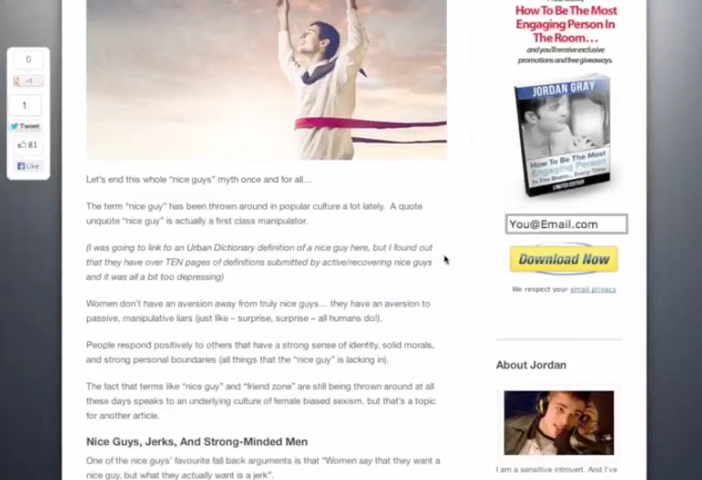 How To Be The Most
Engaging Person In
The Room...
and you'll receive exclusive
promotions and free giveaways.
0
+1
1
Tweet
81
Like
JORDAN GRAY
How To Be The Most
Engaging Person
In The Room... Every Time
LIMITED EDITION
You@Email.com
Download Now
We respect your email privacy
Let's end this whole "nice guys" myth once and for all...
The term "nice guy" has been thrown around in popular culture a lot lately. A quote
unquote "nice guy" is actually a first class manipulator.
(I was going to link to an Urban Dictionary definition of a nice guy here, but I found out
that they have over TEN pages of definitions submitted by active/recovering nice guys
and it was all a bit too depressing)
Women don't have an aversion away from truly nice guys... they have an aversion to
passive, manipulative liars (just like – surprise, surprise – all humans do!).
People respond positively to others that have a strong sense of identity, solid morals,
and strong personal boundaries (all things that the "nice guy" is lacking in).
The fact that terms like "nice guy" and "friend zone" are still being thrown around at all
these days speaks to an underlying culture of female biased sexism, but that's a topic
for another article.
Nice Guys, Jerks, And Strong-Minded Men
One of the nice guys' favourite fall back arguments is that "Women say that they want a
nice guy, but what they actually want is a jerk".
About Jordan
I am a sensitive introvert. And I've